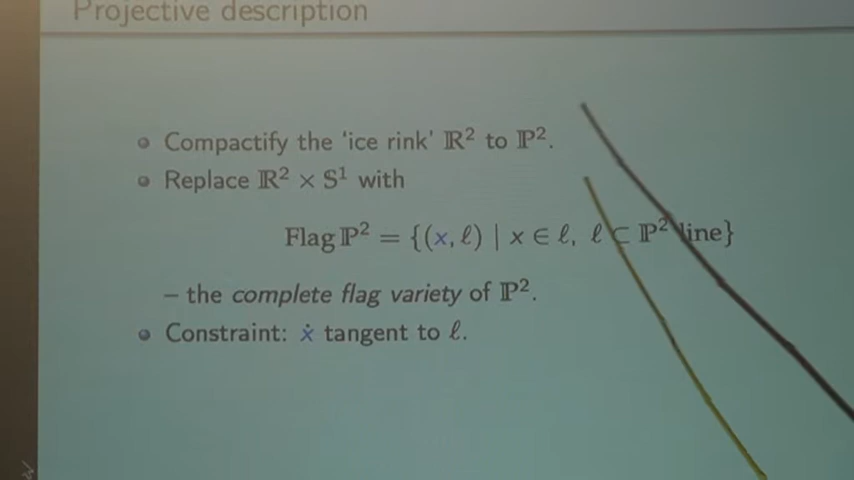 Projective description
Compactify the ‘ice rink’ ℝ² to ℙ².
Replace ℝ² × 𝕊¹ with
Flag ℙ² = {(x, ℓ) | x ∈ ℓ, ℓ ⊂ ℙ² line}
– the complete flag variety of ℙ².
Constraint: ẋ tangent to ℓ.